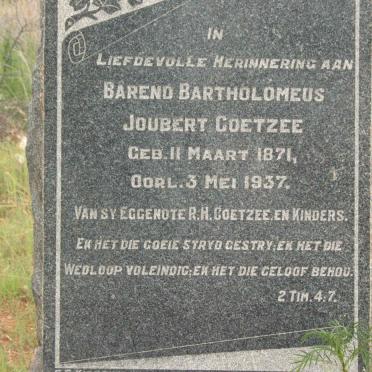 IN
LIEFDEVOLLE HERINNERING AAN
BAREND BARTHOLOMEUS
JOUBERT COETZEE
GEB. 11 MAART 1871,
OORL. 3 MEI 1937.
VAN SY EGGENOTE R.H. COETZEE, EN KINDERS.
EK HET DIE GOEIE STRYD GESTRY; EK HET DIE
WEDLOOP VOLEINDIG; EK HET DIE GELOOF BEHOU.
2 TIM. 4. 7.